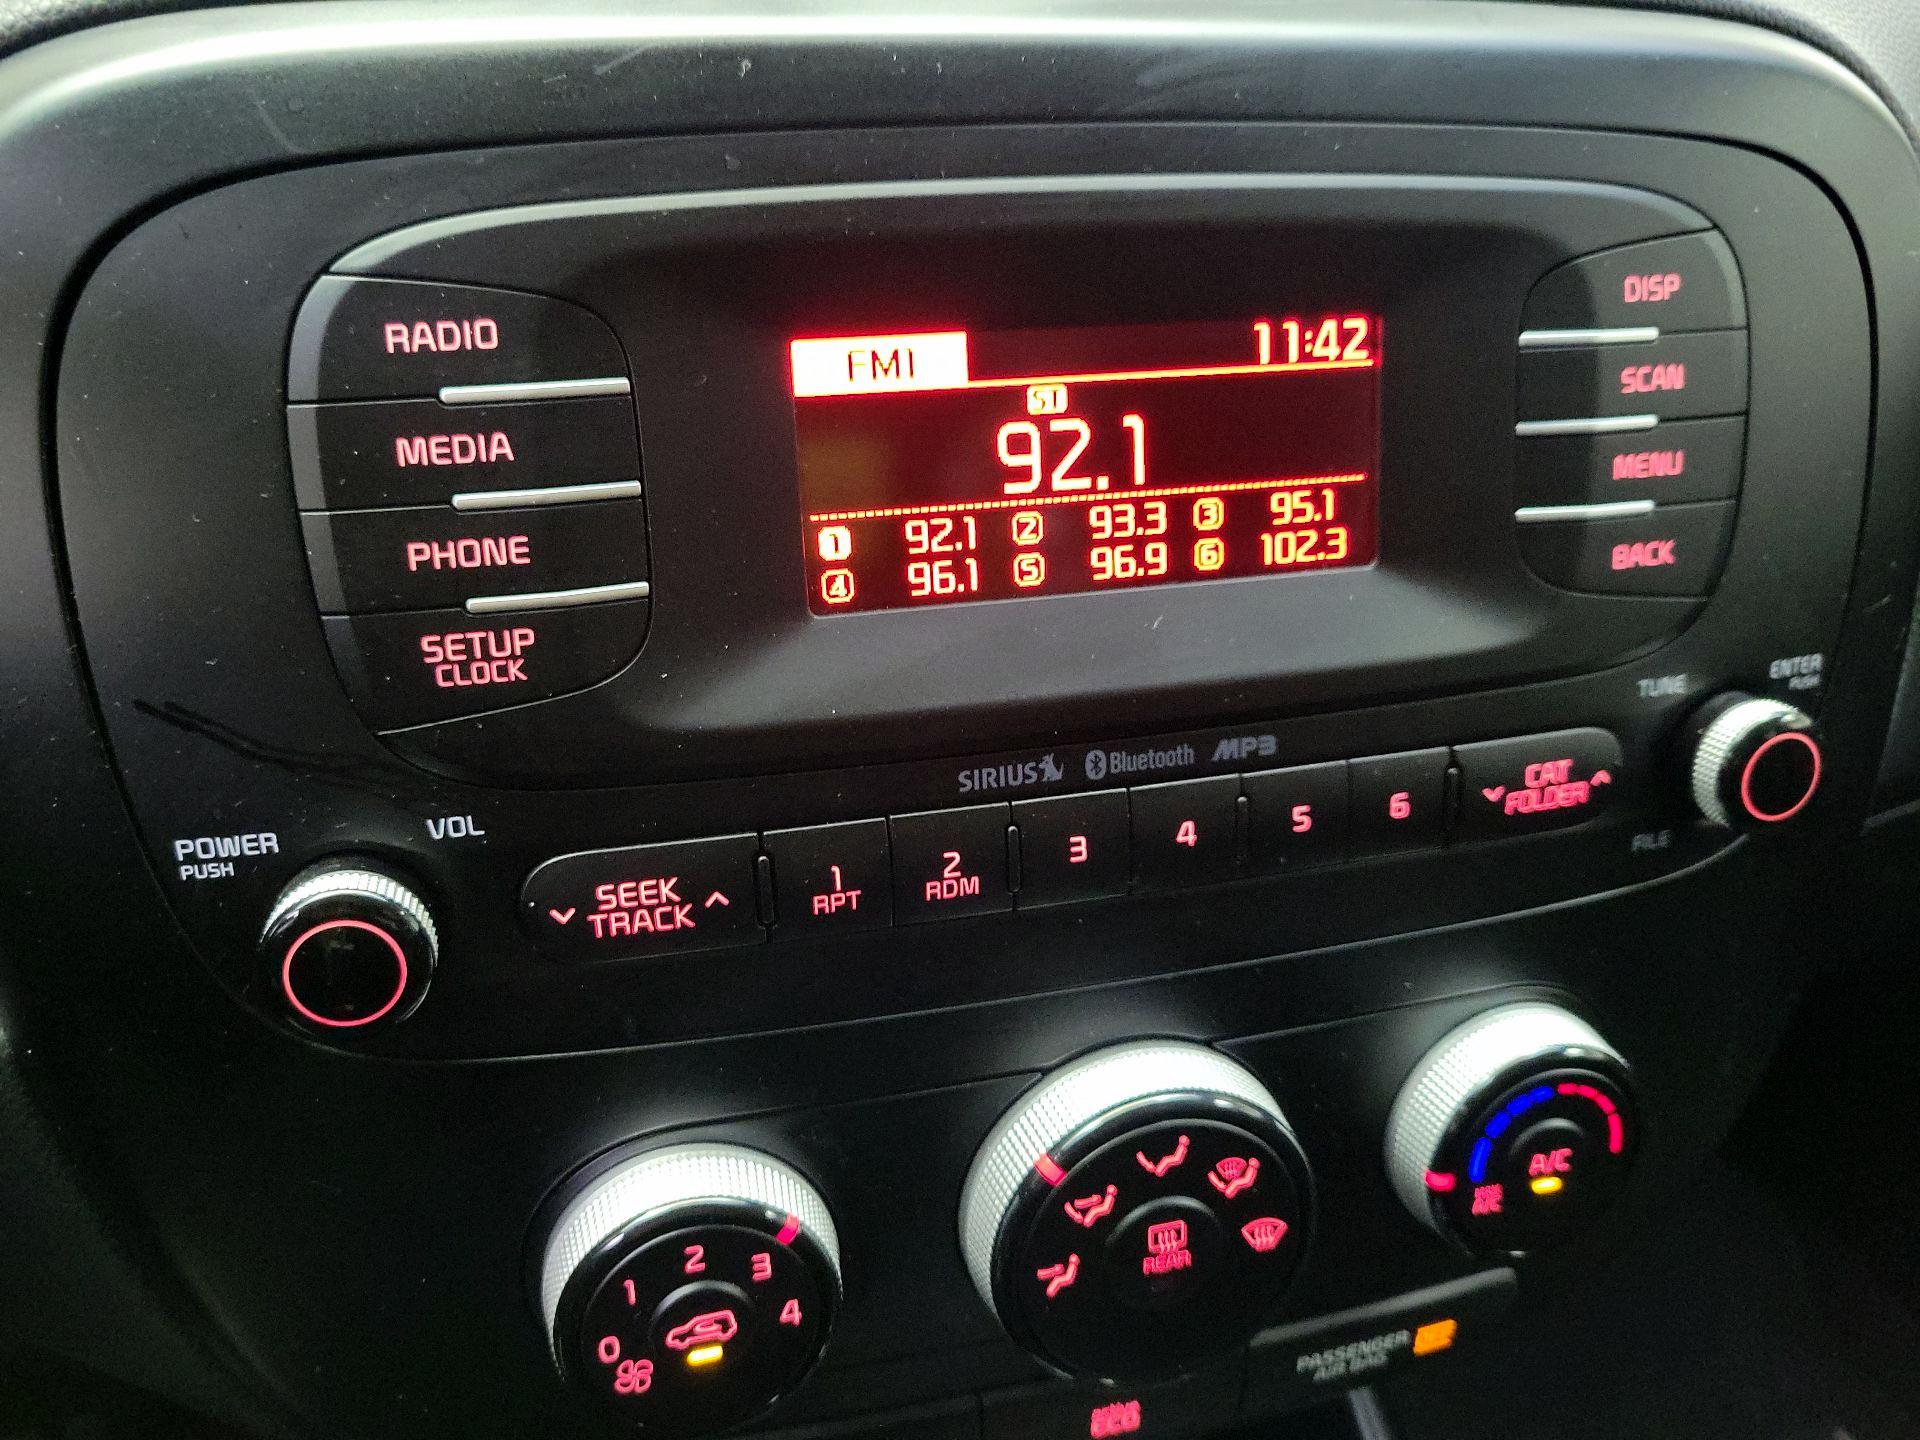 FM1
11:42
ST
92.1
1 92.1 2 93.3 3 95.1
4 96.1 5 96.9 6 102.3
RADIO
MEDIA
PHONE
SETUP
CLOCK
DISP
SCAN
MENU
BACK
TUNE
ENTER
PUSH
FILE
SIRIUS Bluetooth MP3
POWER
PUSH
VOL
SEEK
TRACK
1
RPT
2
RDM
3
4
5
6
CAT
FOLDER
0 1 2 3 4
REAR
A/C
A/C
PASSENGER
AIR BAG
ECO